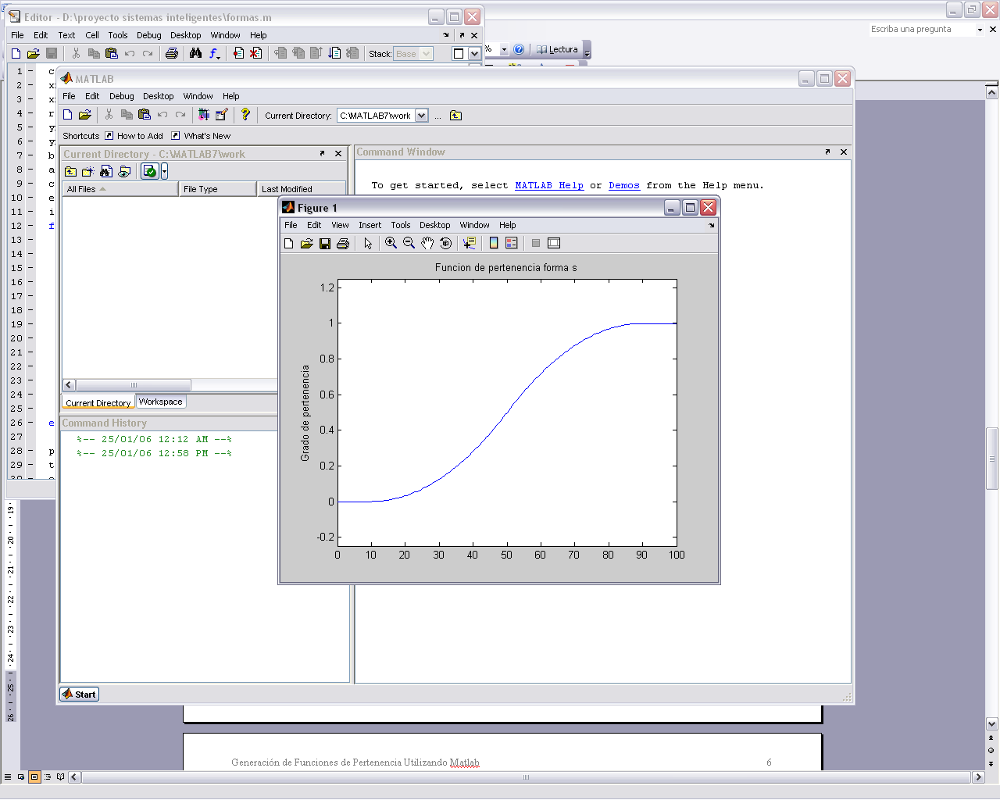 Editor - D:\proyecto sistemas inteligentes\formas.m
File Edit Text Cell Tools Debug Desktop Window Help
Stack: Base
%
Lectura
Escriba una pregunta
1 - c
2 - x
3 - x
4 - r
5 - y
6 - y
7 - b
8 - a
9 - c
10 - e
11 - i
12 - f
13 -
14 -
15 -
16 -
17 -
18 -
19 -
20 -
21 -
22 -
23 -
24 -
25 -
26 - e
27
28 - p
29 - t
30 -
MATLAB
File Edit Debug Desktop Window Help
Current Directory: C:\MATLAB7\work ...
Shortcuts How to Add What's New
Current Directory - C:\MATLAB7\work
All Files File Type Last Modified
Current Directory Workspace
Command History
%-- 25/01/06 12:12 AM --%
%-- 25/01/06 12:58 PM --%
Command Window
To get started, select MATLAB Help or Demos from the Help menu.
Figure 1
File Edit View Insert Tools Desktop Window Help
Funcion de pertenencia forma s
Grado de pertenencia
1.2
1
0.8
0.6
0.4
0.2
0
-0.2
0 10 20 30 40 50 60 70 80 90 100
Start
19
20
21
22
23
24
25
26
Generación de Funciones de Pertenencia Utilizando Matlab 6